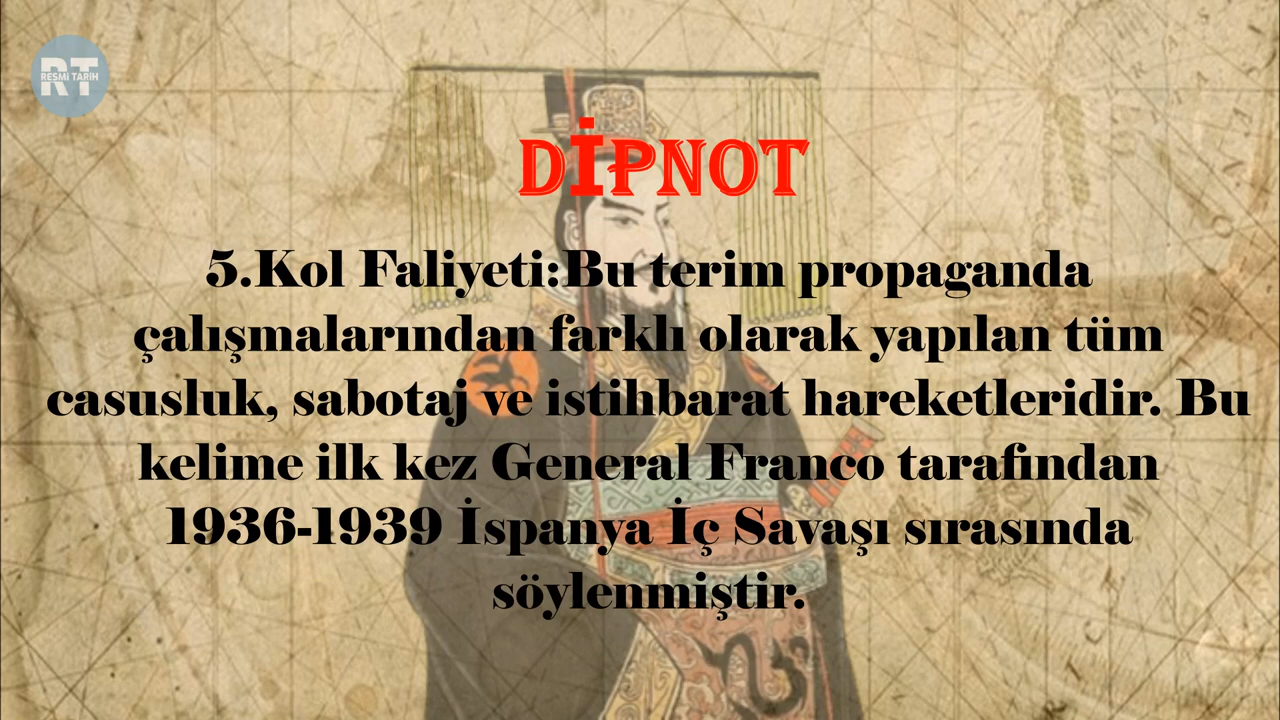 RT
RESMİ TARİH
DİPNOT
5.Kol Faliyeti:Bu terim propaganda
çalışmalarından farklı olarak yapılan tüm
casusluk, sabotaj ve istihbarat hareketleridir. Bu
kelime ilk kez General Franco tarafından
1936-1939 İspanya İç Savaşı sırasında
söylenmiştir.